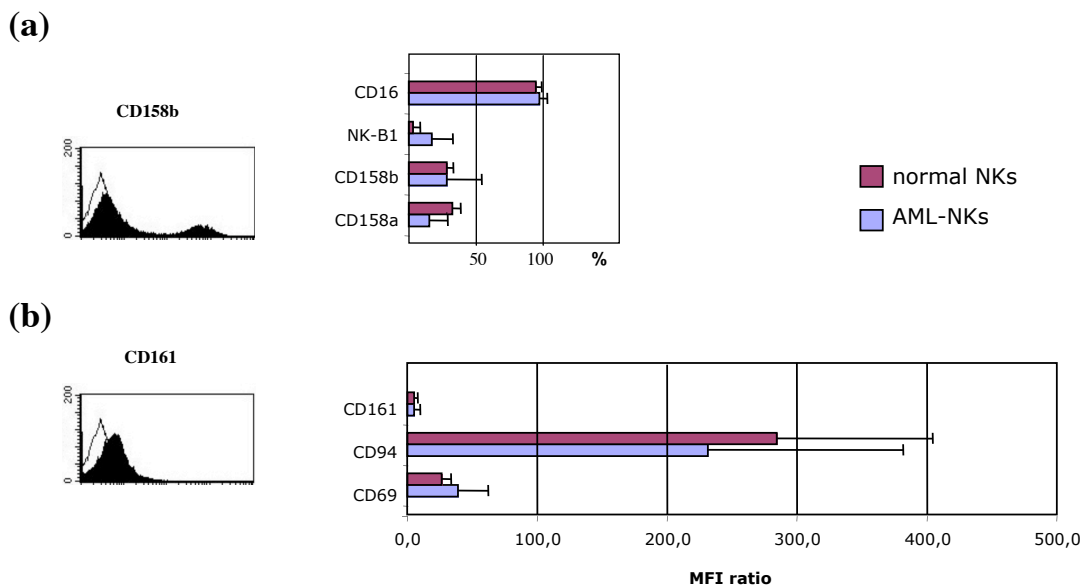 (a)
CD158b
200
0
CD16
NK-B1
CD158b
CD158a
50 100 %
normal NKs
AML-NKs
(b)
CD161
200
0
CD161
CD94
CD69
0,0 100,0 200,0 300,0 400,0 500,0
MFI ratio